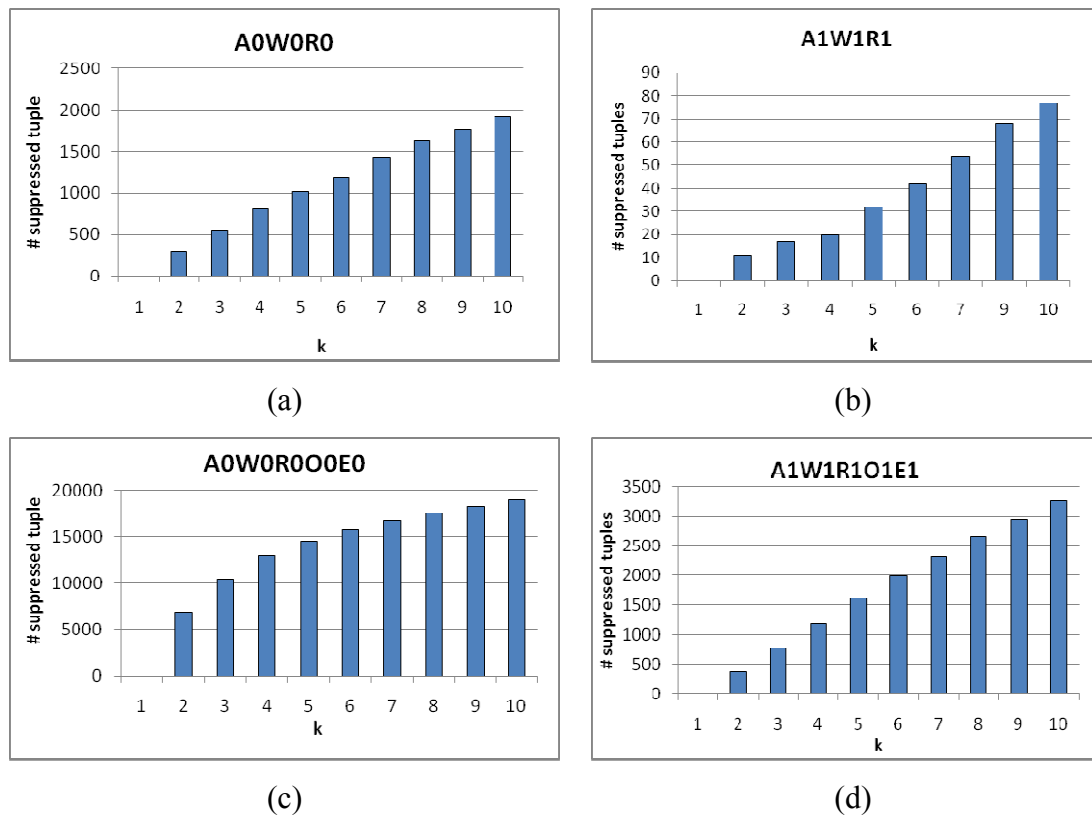 A0W0R0
# suppressed tuple
2500
2000
1500
1000
500
0
1 2 3 4 5 6 7 8 9 10
k
(a)
A1W1R1
# suppressed tuples
90
80
70
60
50
40
30
20
10
0
1 2 3 4 5 6 7 8 9 10
k
(b)
A0W0R0O0E0
# suppressed tuple
20000
15000
10000
5000
0
1 2 3 4 5 6 7 8 9 10
k
(c)
A1W1R1O1E1
# suppressed tuples
3500
3000
2500
2000
1500
1000
500
0
1 2 3 4 5 6 7 8 9 10
k
(d)